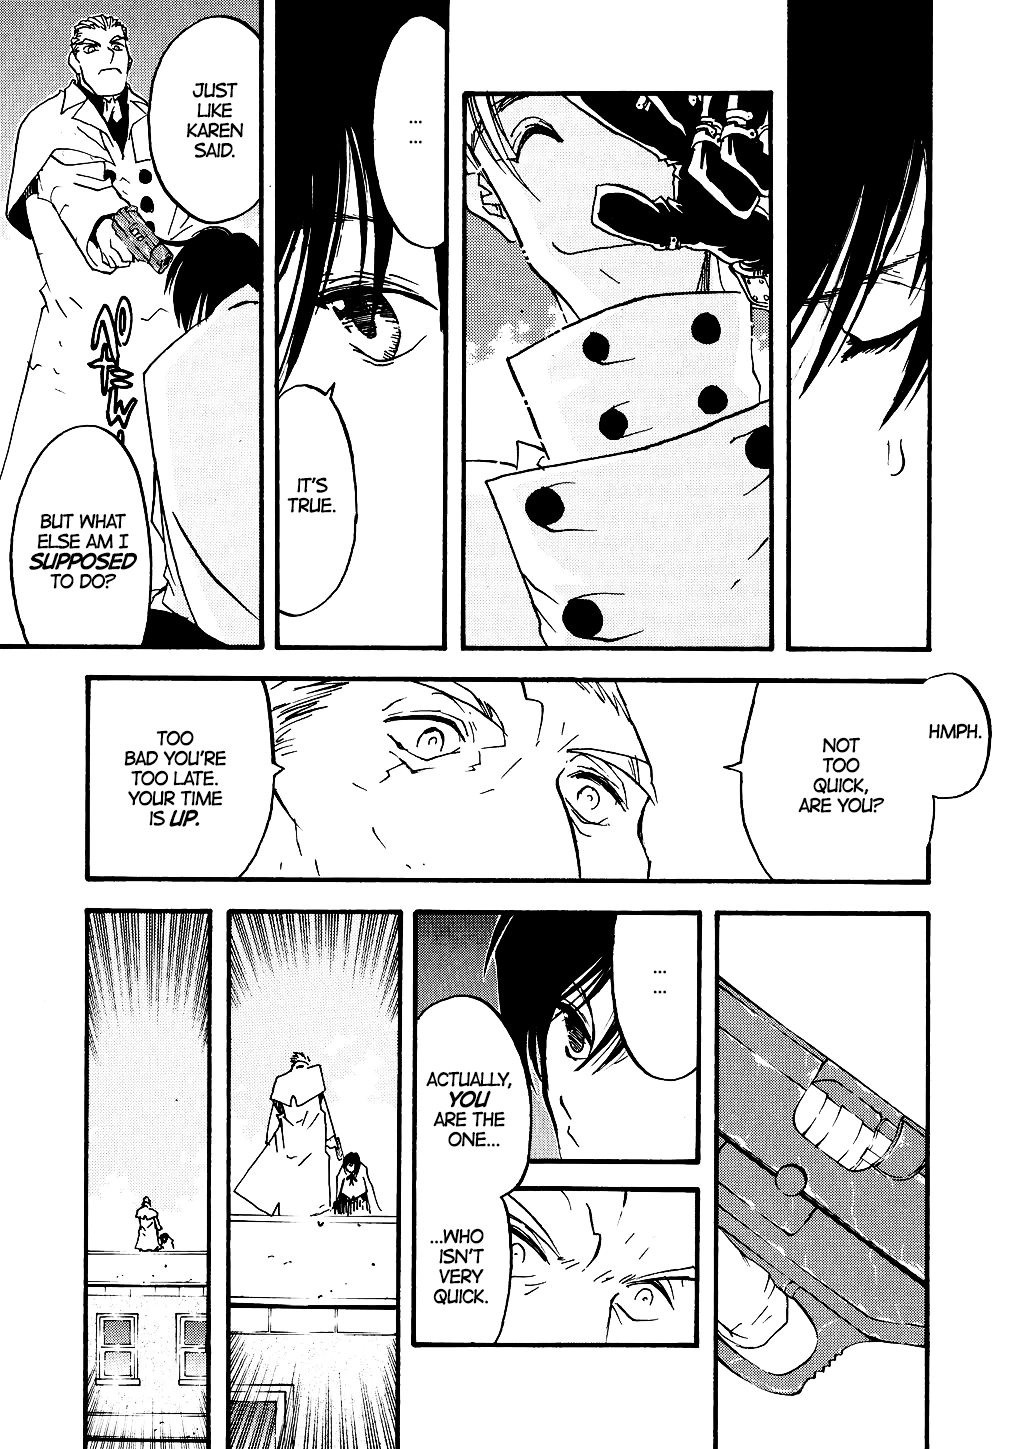 ...
...
IT'S
TRUE.
JUST
LIKE
KAREN
SAID.
BUT WHAT
ELSE AM I
SUPPOSED
TO DO?
HMPH.
NOT
TOO
QUICK,
ARE YOU?
TOO
BAD YOU'RE
TOO LATE.
YOUR TIME
IS UP.
...
...
ACTUALLY,
YOU
ARE THE
ONE...
...WHO
ISN'T
VERY
QUICK.